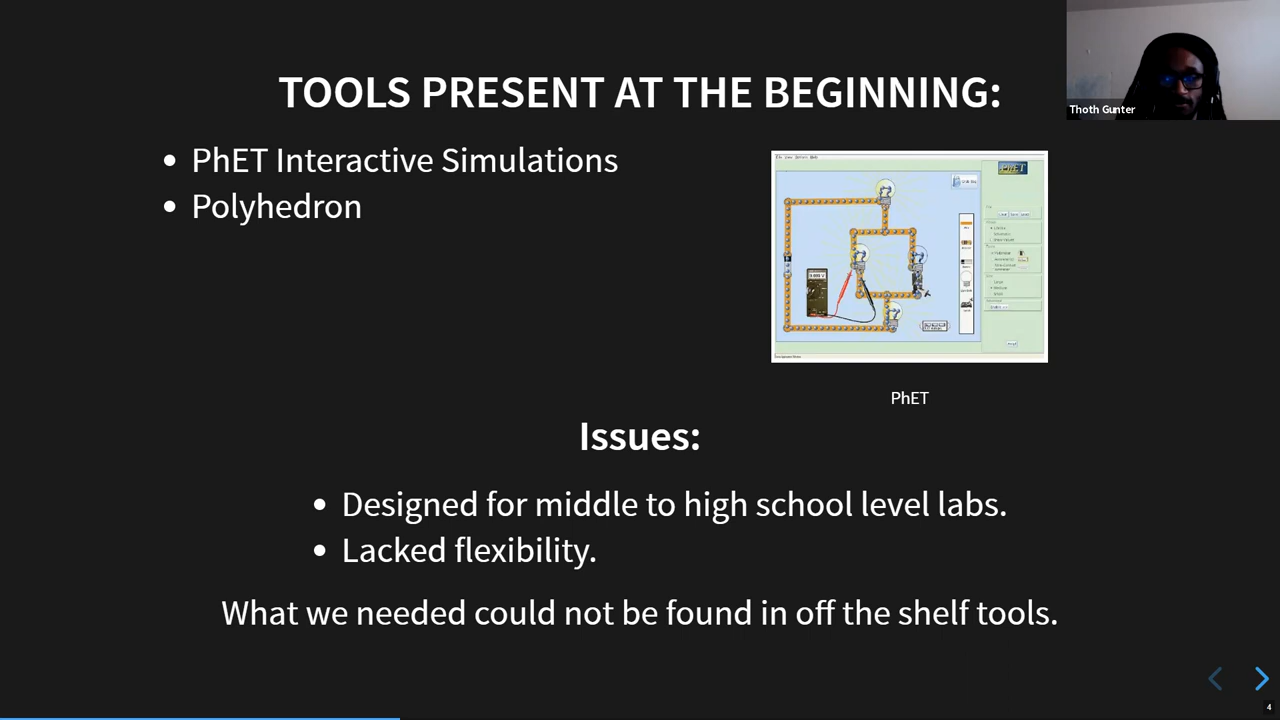 TOOLS PRESENT AT THE BEGINNING:
Thoth Gunter
• PhET Interactive Simulations
• Polyhedron
PhET
PhET
Issues:
• Designed for middle to high school level labs.
• Lacked flexibility.
What we needed could not be found in off the shelf tools.
4